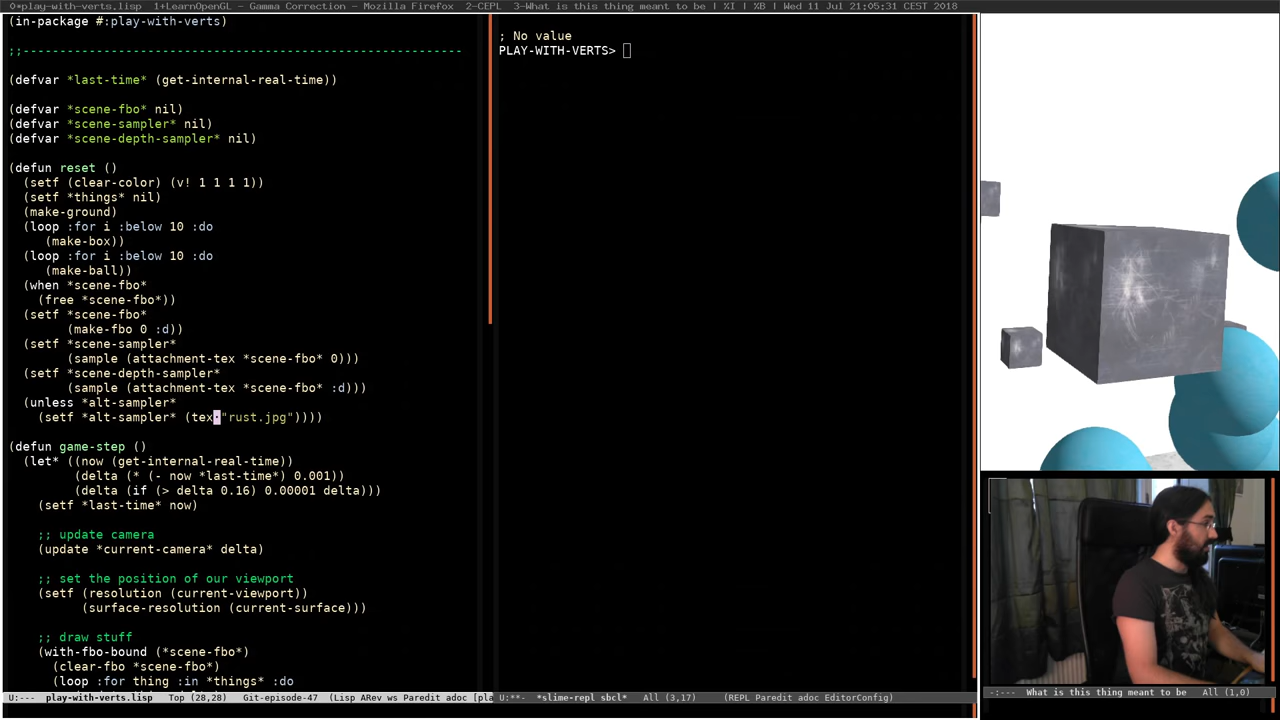 0*play-with-verts.lisp  1+LearnOpenGL – Gamma Correction – Mozilla Firefox  2-CEPL  3-What is this thing meant to be | %I | %B | Wed 11 Jul 21:05:31 CEST 2018
(in-package #:play-with-verts)
;;------------------------------------------------------------
(defvar *last-time* (get-internal-real-time))
(defvar *scene-fbo* nil)
(defvar *scene-sampler* nil)
(defvar *scene-depth-sampler* nil)
(defun reset ()
  (setf (clear-color) (v! 1 1 1 1))
  (setf *things* nil)
  (make-ground)
  (loop :for i :below 10 :do
     (make-box))
  (loop :for i :below 10 :do
     (make-ball))
  (when *scene-fbo*
    (free *scene-fbo*))
  (setf *scene-fbo*
        (make-fbo 0 :d))
  (setf *scene-sampler*
        (sample (attachment-tex *scene-fbo* 0)))
  (setf *scene-depth-sampler*
        (sample (attachment-tex *scene-fbo* :d)))
  (unless *alt-sampler*
    (setf *alt-sampler* (tex "rust.jpg"))))
(defun game-step ()
  (let* ((now (get-internal-real-time))
         (delta (* (- now *last-time*) 0.001))
         (delta (if (> delta 0.16) 0.00001 delta)))
    (setf *last-time* now)
    ;; update camera
    (update *current-camera* delta)
    ;; set the position of our viewport
    (setf (resolution (current-viewport))
          (surface-resolution (current-surface)))
    ;; draw stuff
    (with-fbo-bound (*scene-fbo*)
      (clear-fbo *scene-fbo*)
      (loop :for thing :in *things* :do
U:---  play-with-verts.lisp   Top (28,28)   Git-episode-47  (Lisp ARev ws Paredit adoc [pla
; No value
PLAY-WITH-VERTS>
U:**-  *slime-repl sbcl*   All (3,17)     (REPL Paredit adoc EditorConfig)
-:---  What is this thing meant to be   All (1,0)